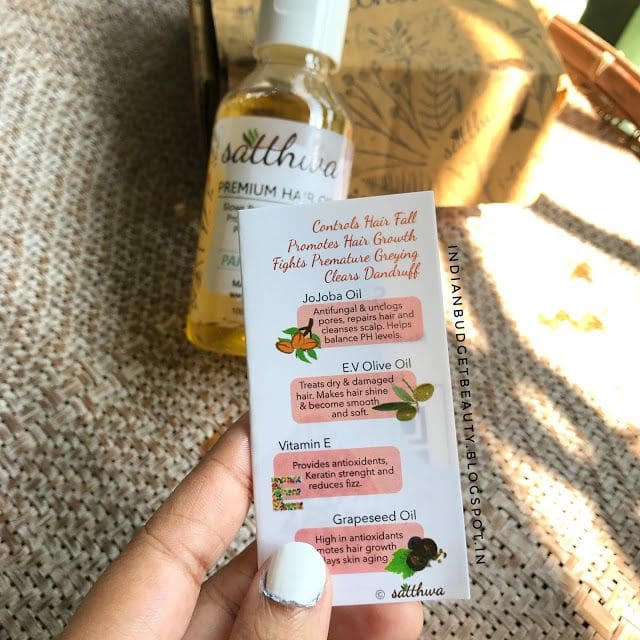 satthwa
PREMIUM HAIR
Controls Hair Fall
Promotes Hair Growth
Fights Premature Greying
Clears Dandruff
JoJoba Oil
Antifungal & unclogs
pores, repairs hair and
cleanses scalp. Helps
balance PH levels.
E.V Olive Oil
Treats dry & damaged
hair. Makes hair shine
& become smooth
and soft.
Vitamin E
Provides antioxidents,
Keratin strenght and
reduces fizz.
E
Grapeseed Oil
High in antioxidants
motes hair growth
lays skin aging
© satthwa
INDIANBUDGETBEAUTY.BLOGSPOT.IN
satthwa